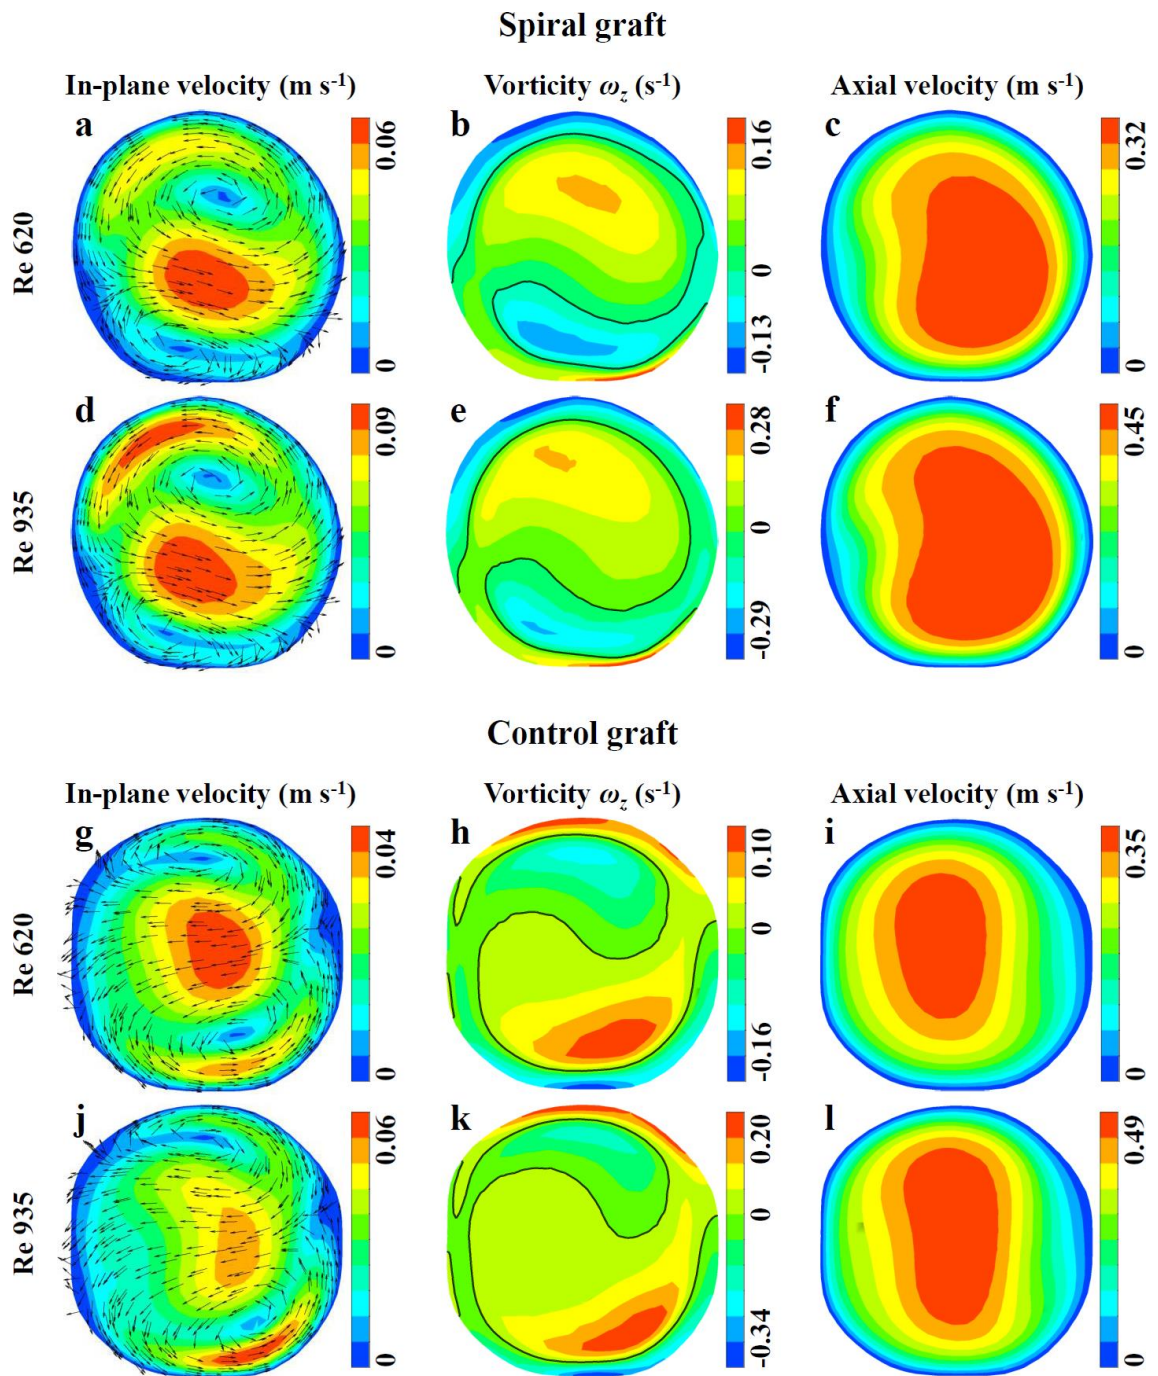 Spiral graft
In-plane velocity (m s⁻¹)
Vorticity ω_z (s⁻¹)
Axial velocity (m s⁻¹)
Re 620
a
0.06
0
b
0.16
0
-0.13
c
0.32
0
Re 935
d
0.09
0
e
0.28
0
-0.29
f
0.45
0
Control graft
In-plane velocity (m s⁻¹)
Vorticity ω_z (s⁻¹)
Axial velocity (m s⁻¹)
Re 620
g
0.04
0
h
0.10
0
-0.16
i
0.35
0
Re 935
j
0.06
0
k
0.20
0
-0.34
l
0.49
0